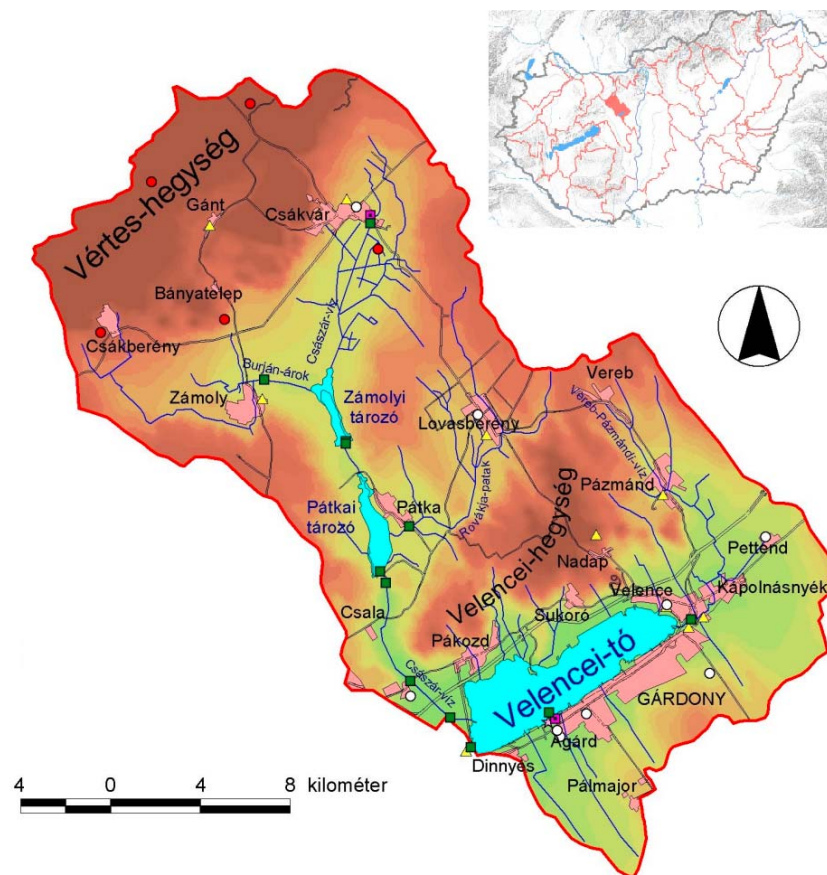 Vértes-hegység
Gánt
Csákvár
Bányatelep
Csákberény
Császár-víz
Burján-árok
Zámoly
Zámolyi
tározó
Vereb
Lovasberény
Vereb-Pázmándi-víz
Pázmánd
Pátkai
tározó
Pátka
Rovákja-patak
Velencei-hegység
Nadap
Pettend
Kápolnásnyék
Velence
Sukoró
Csala
Pákozd
Császár-víz
Velencei-tó
GÁRDONY
Agárd
Dinnyés
Pálmajor
4 0 4 8 kilométer